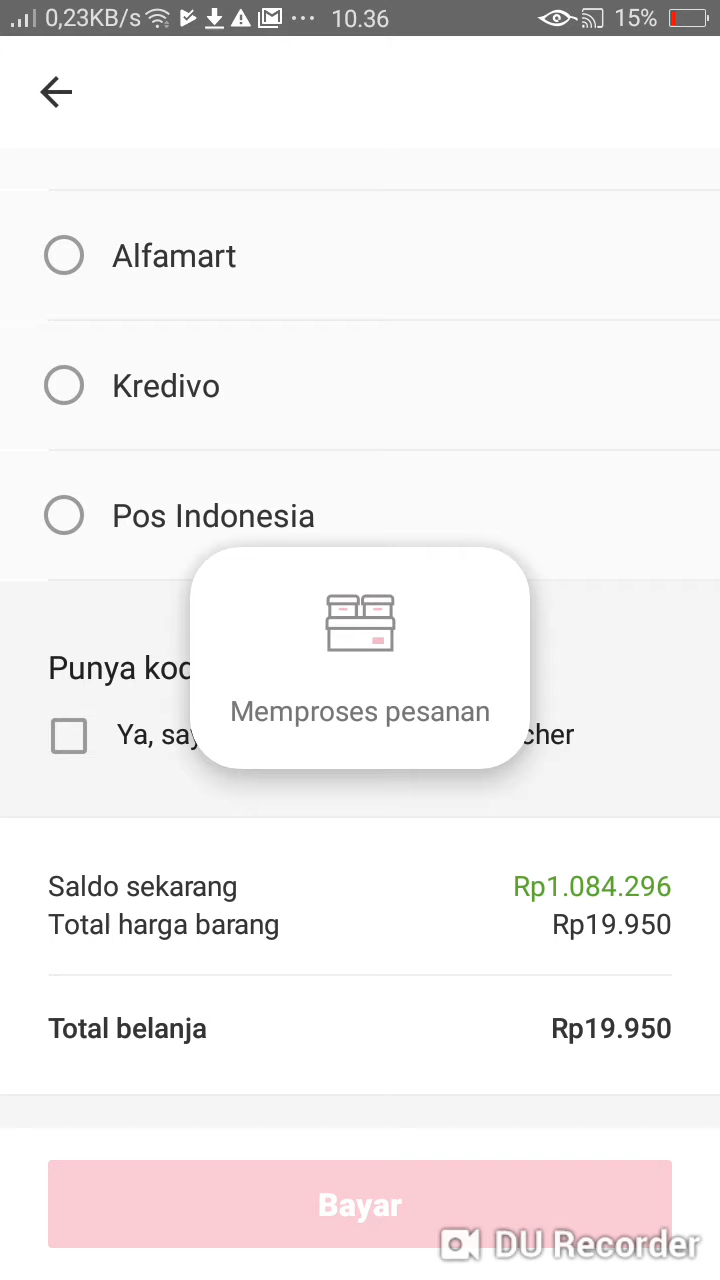 0,23KB/s 10.36 15%
Alfamart
Kredivo
Pos Indonesia
Punya kod
Memproses pesanan
Ya, say cher
Saldo sekarang Rp1.084.296
Total harga barang Rp19.950
Total belanja Rp19.950
Bayar
DU Recorder